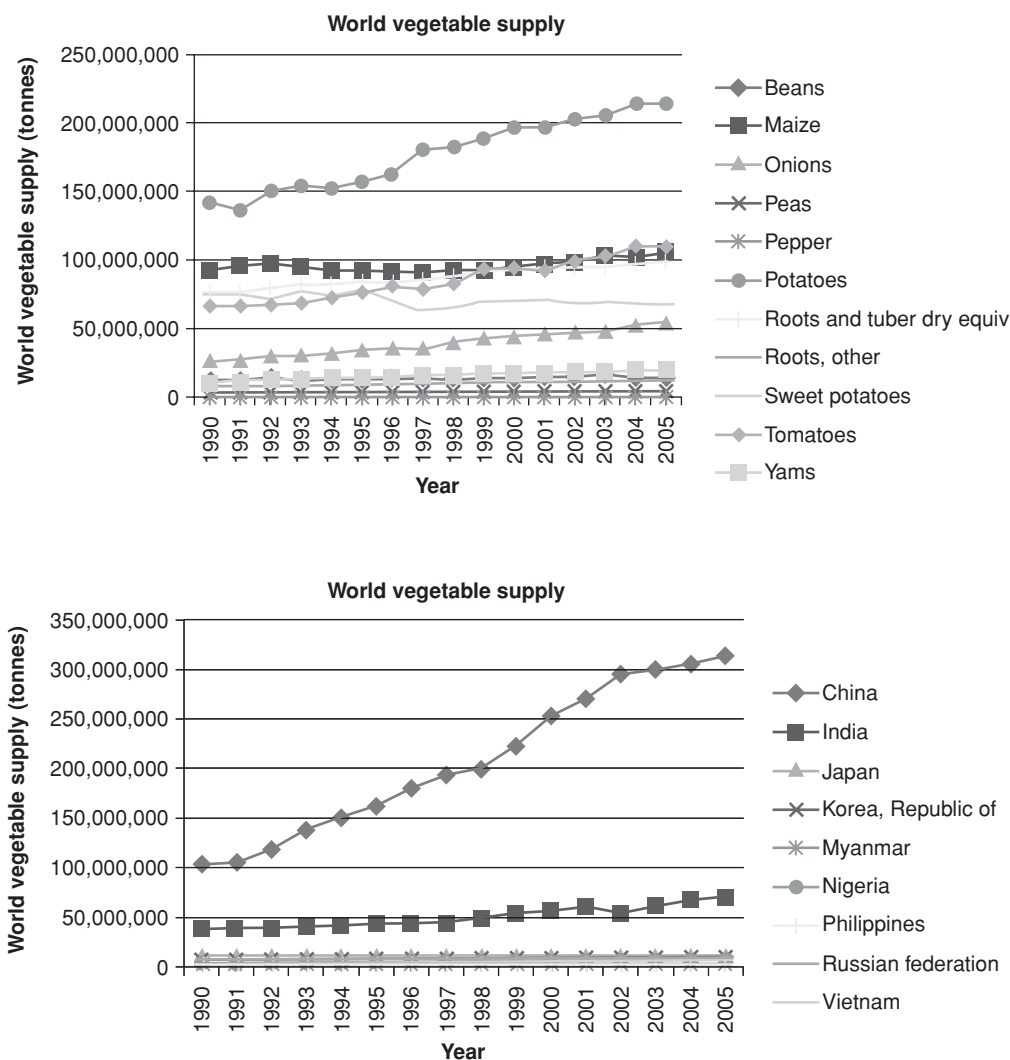 World vegetable supply
World vegetable supply (tonnes)
250,000,000
200,000,000
150,000,000
100,000,000
50,000,000
0
1990
1991
1992
1993
1994
1995
1996
1997
1998
1999
2000
2001
2002
2003
2004
2005
Year
Beans
Maize
Onions
Peas
Pepper
Potatoes
Roots and tuber dry equiv
Roots, other
Sweet potatoes
Tomatoes
Yams
World vegetable supply
World vegetable supply (tonnes)
350,000,000
300,000,000
250,000,000
200,000,000
150,000,000
100,000,000
50,000,000
0
1990
1991
1992
1993
1994
1995
1996
1997
1998
1999
2000
2001
2002
2003
2004
2005
Year
China
India
Japan
Korea, Republic of
Myanmar
Nigeria
Philippines
Russian federation
Vietnam